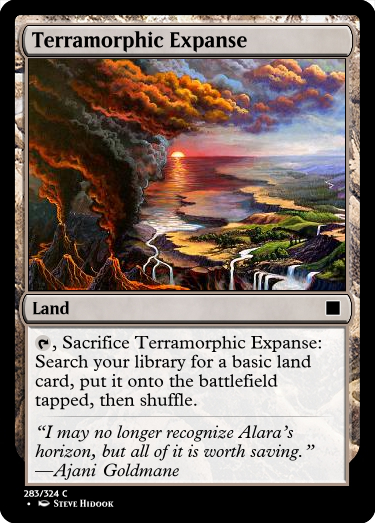 Terramorphic Expanse
Land
, Sacrifice Terramorphic Expanse:
Search your library for a basic land
card, put it onto the battlefield
tapped, then shuffle.
“I may no longer recognize Alara’s
horizon, but all of it is worth saving.”
—Ajani Goldmane
283/324 C
• Steve Hidook